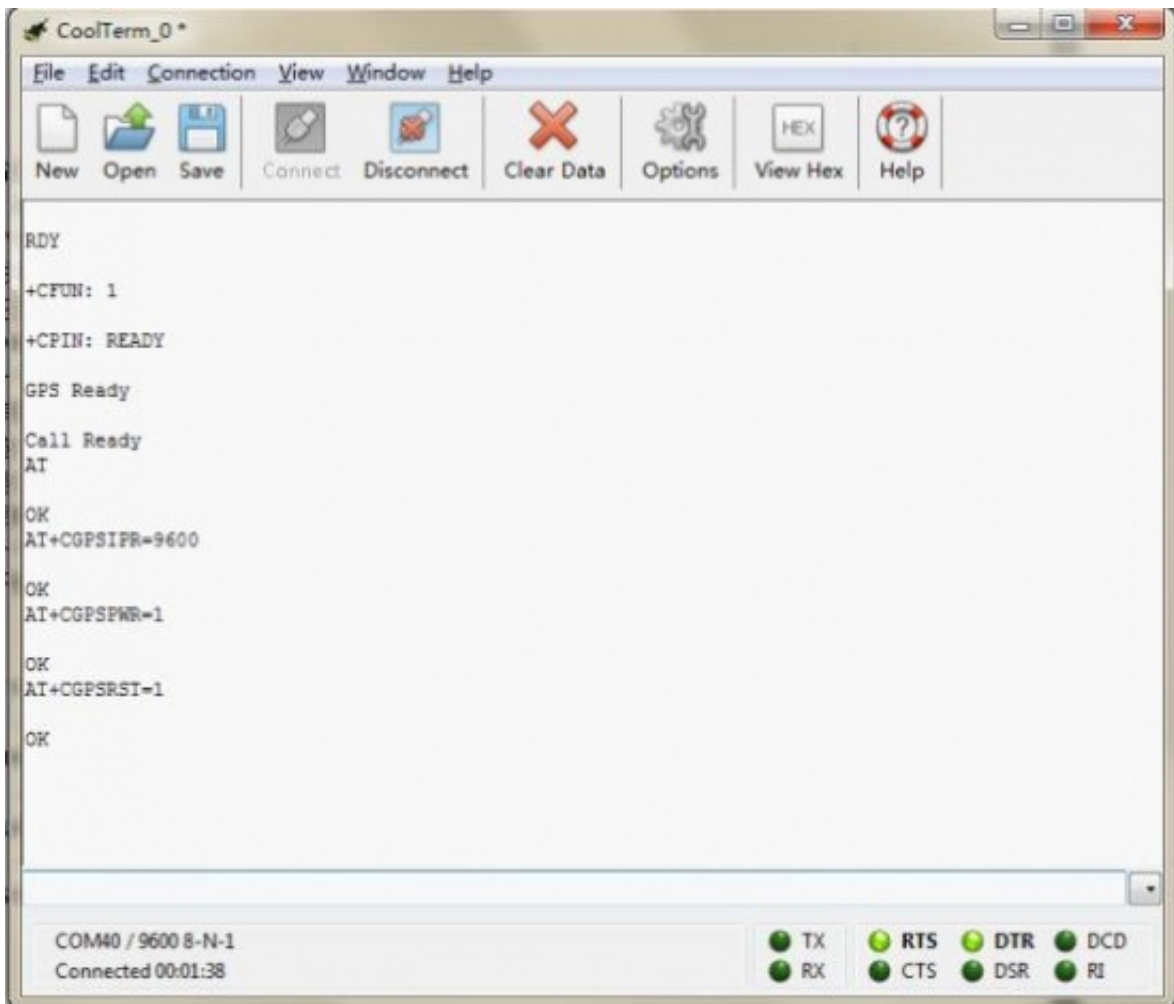 CoolTerm_0 *
File Edit Connection View Window Help
New Open Save Connect Disconnect Clear Data Options HEX View Hex Help
RDY
+CFUN: 1
+CPIN: READY
GPS Ready
Call Ready
AT
OK
AT+CGPSIPR=9600
OK
AT+CGPSPWR=1
OK
AT+CGPSRST=1
OK
COM40 / 9600 8-N-1
Connected 00:01:38
TX RTS DTR DCD
RX CTS DSR RI